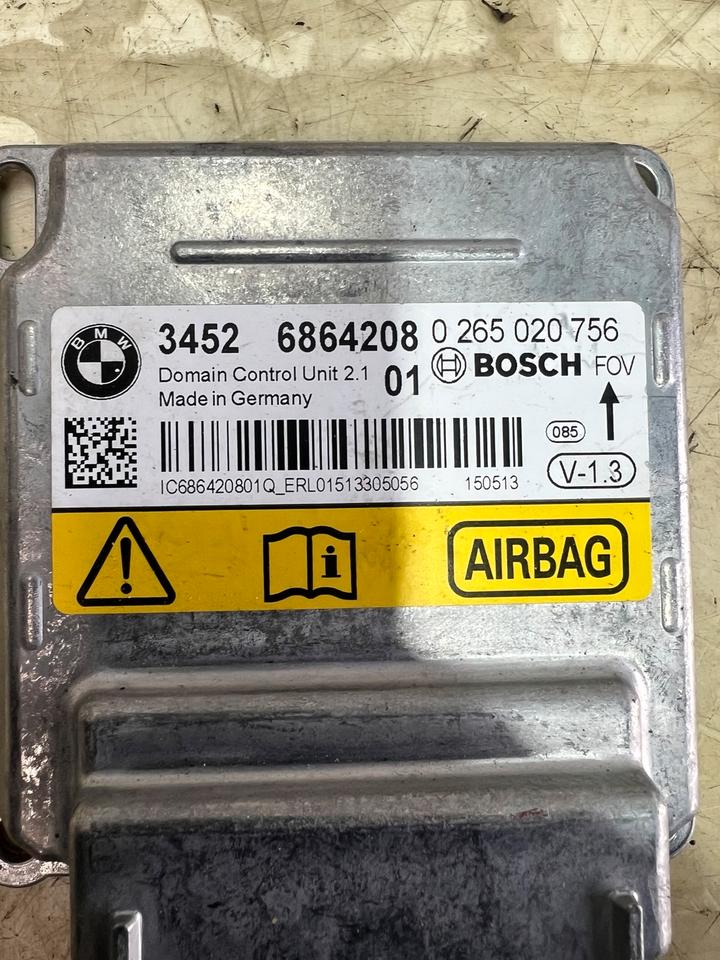 BMW
3452 6864208 0 265 020 756
Domain Control Unit 2.1 01 BOSCH FOV
Made in Germany
085
IC686420801Q_ERL01513305056 150513
V-1.3
i
AIRBAG